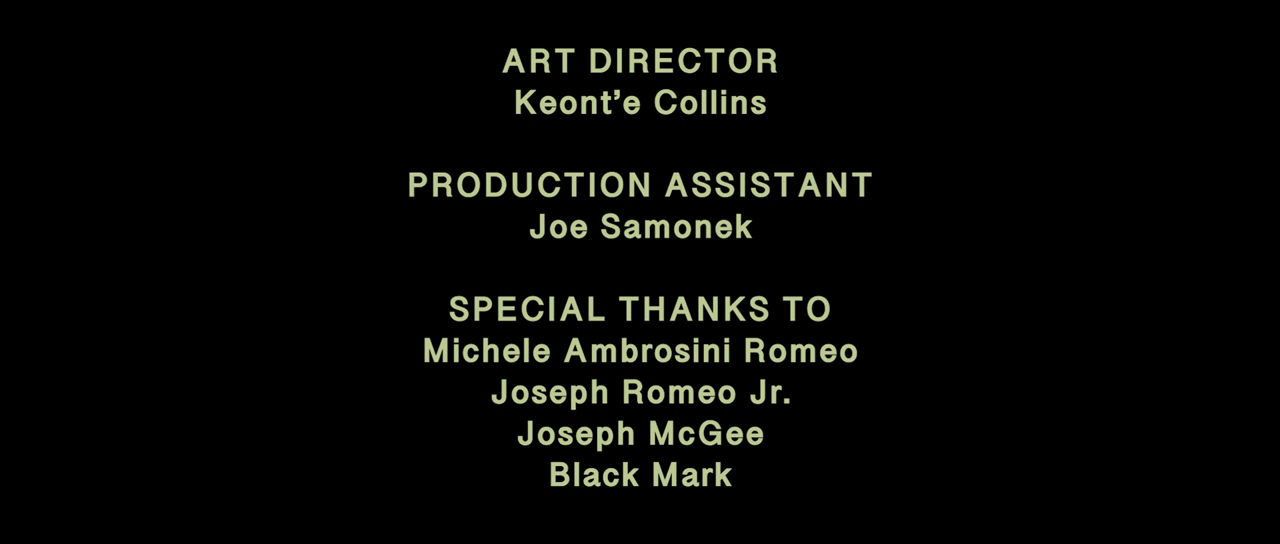 ART DIRECTOR
Keont’e Collins
PRODUCTION ASSISTANT
Joe Samonek
SPECIAL THANKS TO
Michele Ambrosini Romeo
Joseph Romeo Jr.
Joseph McGee
Black Mark